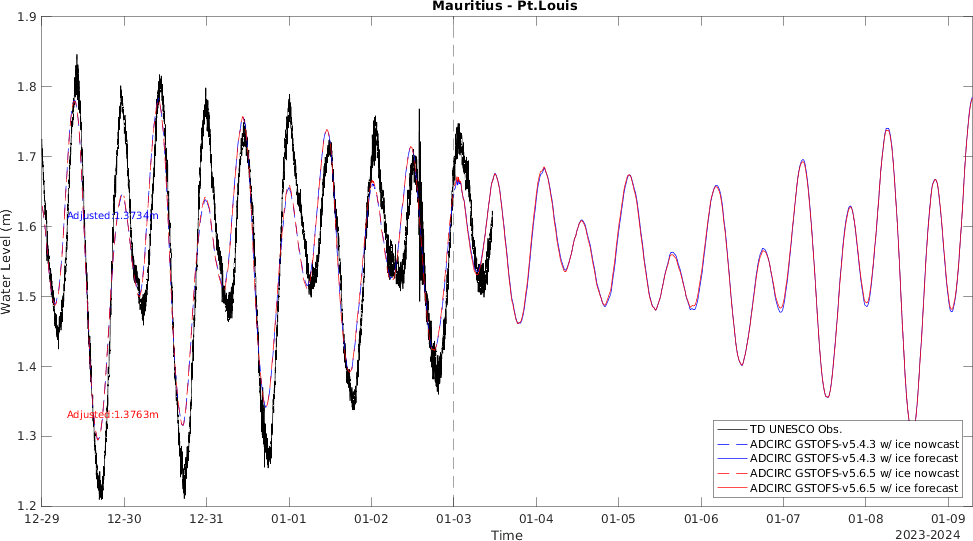 Mauritius - Pt.Louis
1.9
1.8
1.7
1.6
1.5
1.4
1.3
1.2
Water Level (m)
Adjusted:1.3734m
Adjusted:1.3763m
TD UNESCO Obs.
ADCIRC GSTOFS-v5.4.3 w/ ice nowcast
ADCIRC GSTOFS-v5.4.3 w/ ice forecast
ADCIRC GSTOFS-v5.6.5 w/ ice nowcast
ADCIRC GSTOFS-v5.6.5 w/ ice forecast
12-29 12-30 12-31 01-01 01-02 01-03 01-04 01-05 01-06 01-07 01-08 01-09
Time
2023-2024